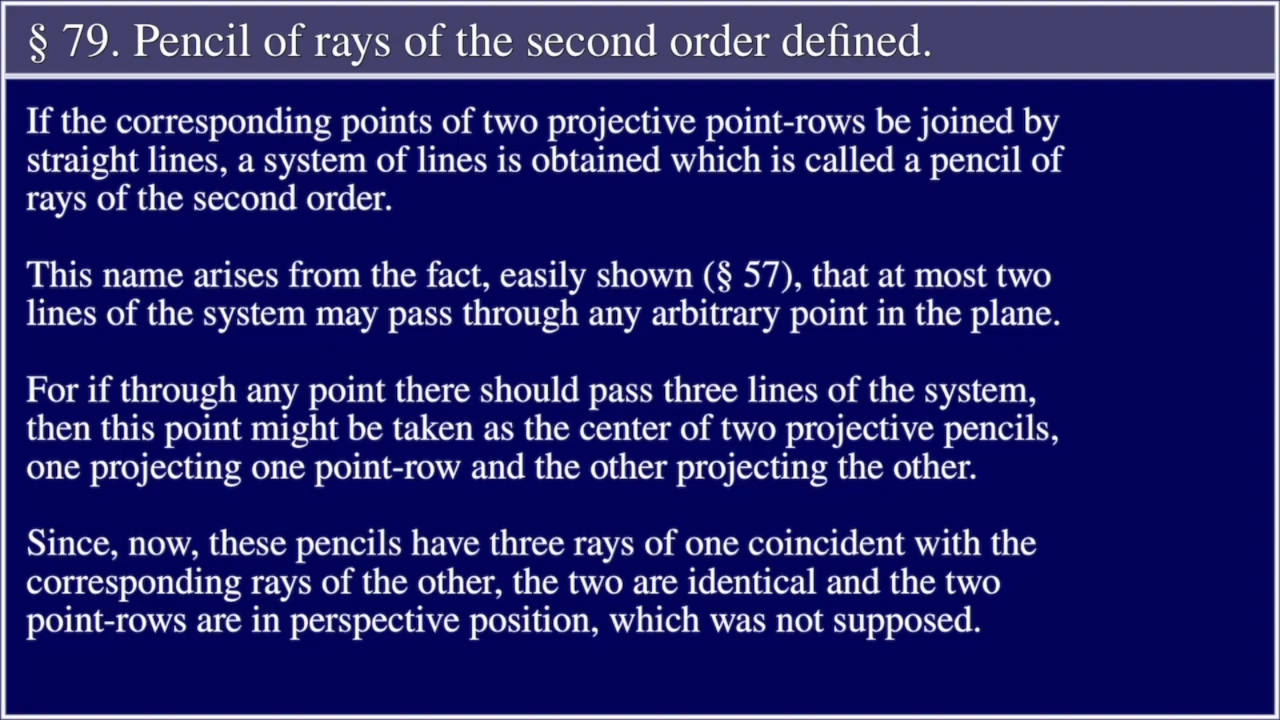 § 79. Pencil of rays of the second order defined.
If the corresponding points of two projective point-rows be joined by
straight lines, a system of lines is obtained which is called a pencil of
rays of the second order.
This name arises from the fact, easily shown (§ 57), that at most two
lines of the system may pass through any arbitrary point in the plane.
For if through any point there should pass three lines of the system,
then this point might be taken as the center of two projective pencils,
one projecting one point-row and the other projecting the other.
Since, now, these pencils have three rays of one coincident with the
corresponding rays of the other, the two are identical and the two
point-rows are in perspective position, which was not supposed.